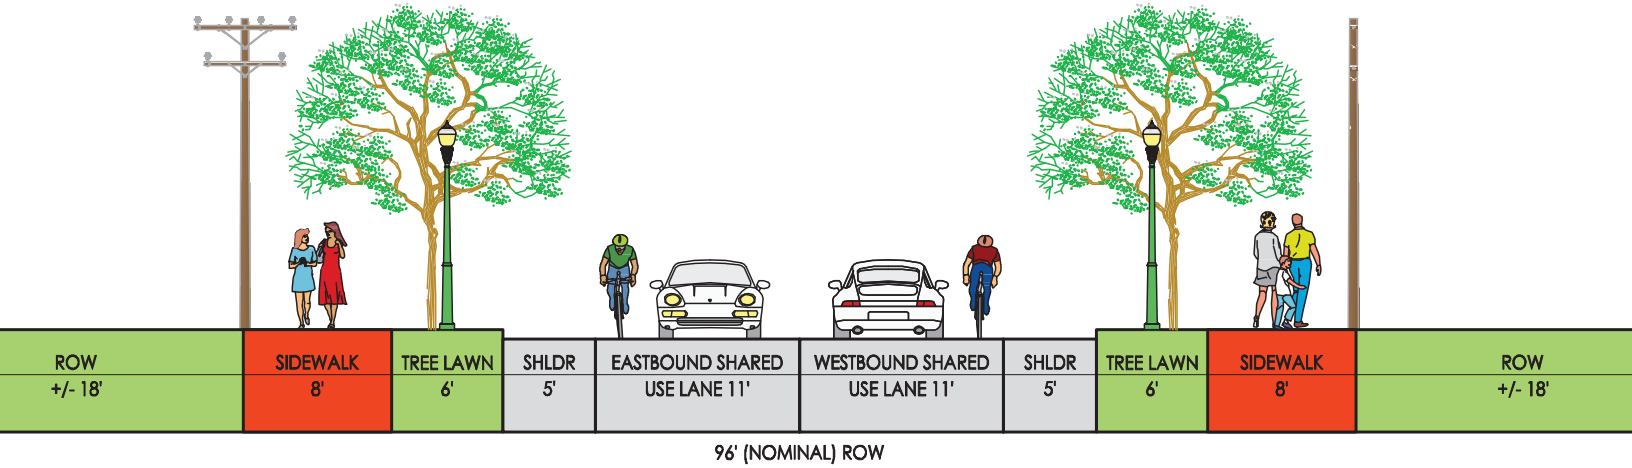 ROW
+/- 18'
SIDEWALK
8'
TREE LAWN
6'
SHLDR
5'
EASTBOUND SHARED
USE LANE 11'
WESTBOUND SHARED
USE LANE 11'
SHLDR
5'
TREE LAWN
6'
SIDEWALK
8'
ROW
+/- 18'
96' (NOMINAL) ROW